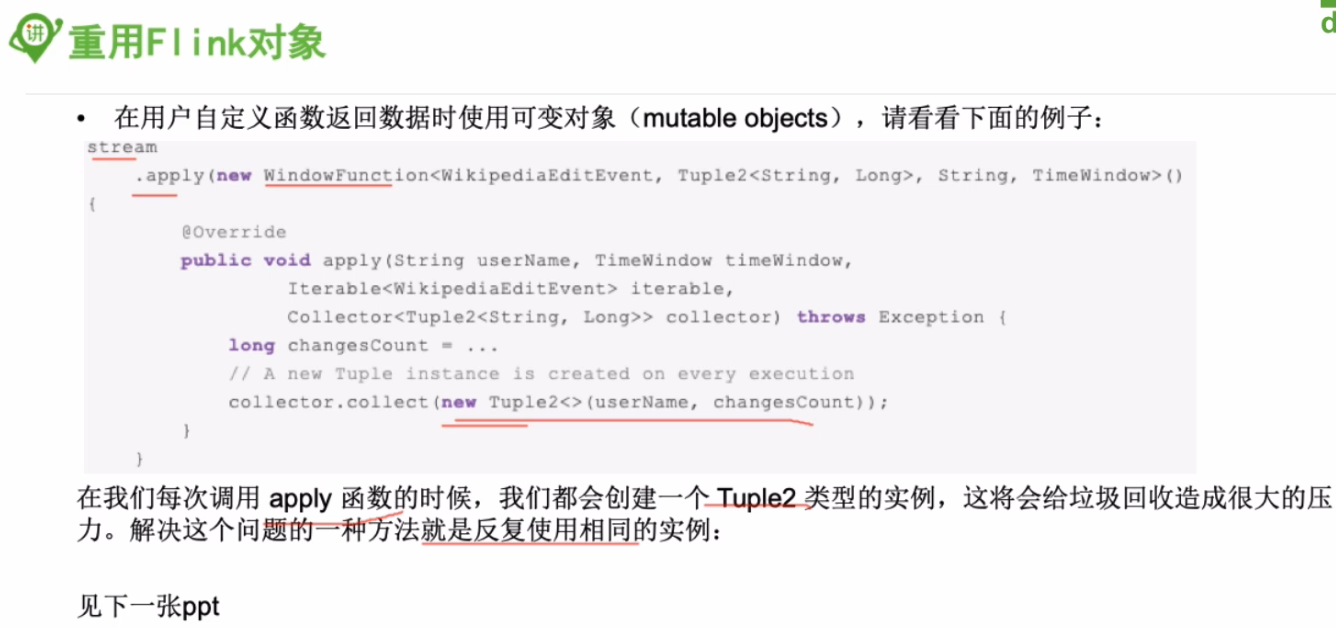 讲 重用Flink对象
d
• 在用户自定义函数返回数据时使用可变对象（mutable objects），请看看下面的例子：
stream
.apply(new WindowFunction<WikipediaEditEvent, Tuple2<String, Long>, String, TimeWindow>()
{
@Override
public void apply(String userName, TimeWindow timeWindow,
Iterable<WikipediaEditEvent> iterable,
Collector<Tuple2<String, Long>> collector) throws Exception {
long changesCount = ...
// A new Tuple instance is created on every execution
collector.collect(new Tuple2<>(userName, changesCount));
}
}
在我们每次调用 apply 函数的时候，我们都会创建一个 Tuple2 类型的实例，这将会给垃圾回收造成很大的压
力。解决这个问题的一种方法就是反复使用相同的实例：
见下一张ppt